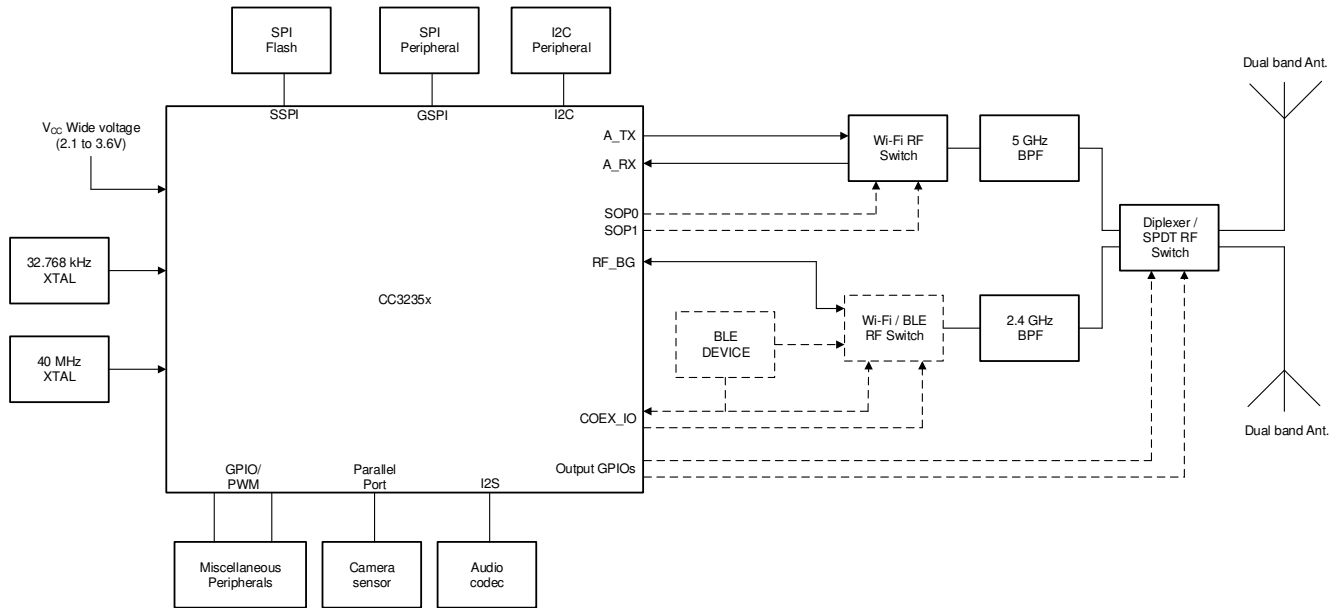 SPI
Flash
SPI
Peripheral
I2C
Peripheral
Dual band Ant.
SSPI
GSPI
I2C
VCC Wide voltage
(2.1 to 3.6V)
A_TX
A_RX
Wi-Fi RF
Switch
5 GHz
BPF
SOP0
SOP1
Diplexer /
SPDT RF
Switch
32.768 kHz
XTAL
RF_BG
CC3235x
BLE
DEVICE
Wi-Fi / BLE
RF Switch
2.4 GHz
BPF
40 MHz
XTAL
COEX_IO
Dual band Ant.
Output GPIOs
GPIO/
PWM
Parallel
Port
I2S
Miscellaneous
Peripherals
Camera
sensor
Audio
codec